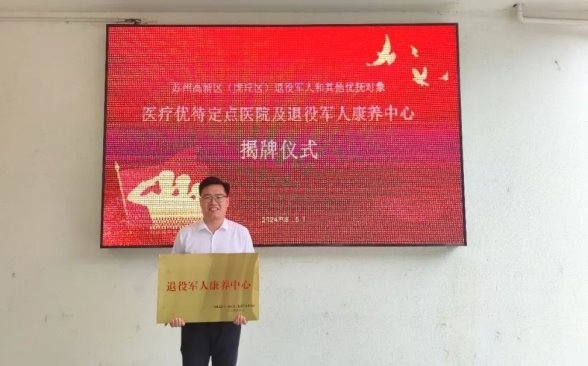 苏州高新区（虎丘区）退役军人和其他优抚对象
医疗优待定点医院及退役军人康养中心
揭牌仪式
退役军人康养中心